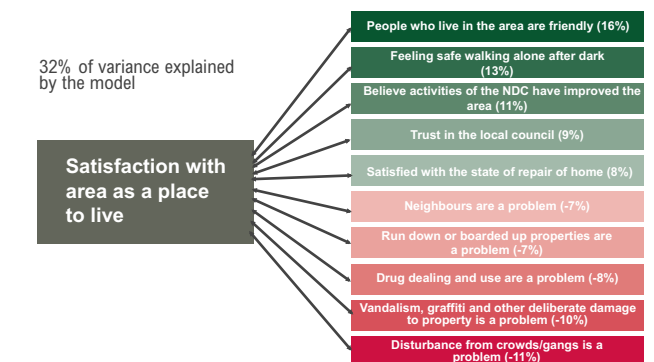 32% of variance explained
by the model
Satisfaction with
area as a place
to live
People who live in the area are friendly (16%)
Feeling safe walking alone after dark
(13%)
Believe activities of the NDC have improved the
area (11%)
Trust in the local council (9%)
Satisfied with the state of repair of home (8%)
Neighbours are a problem (-7%)
Run down or boarded up properties are
a problem (-7%)
Drug dealing and use are a problem (-8%)
Vandalism, graffiti and other deliberate damage
to property is a problem (-10%)
Disturbance from crowds/gangs is a
problem (-11%)